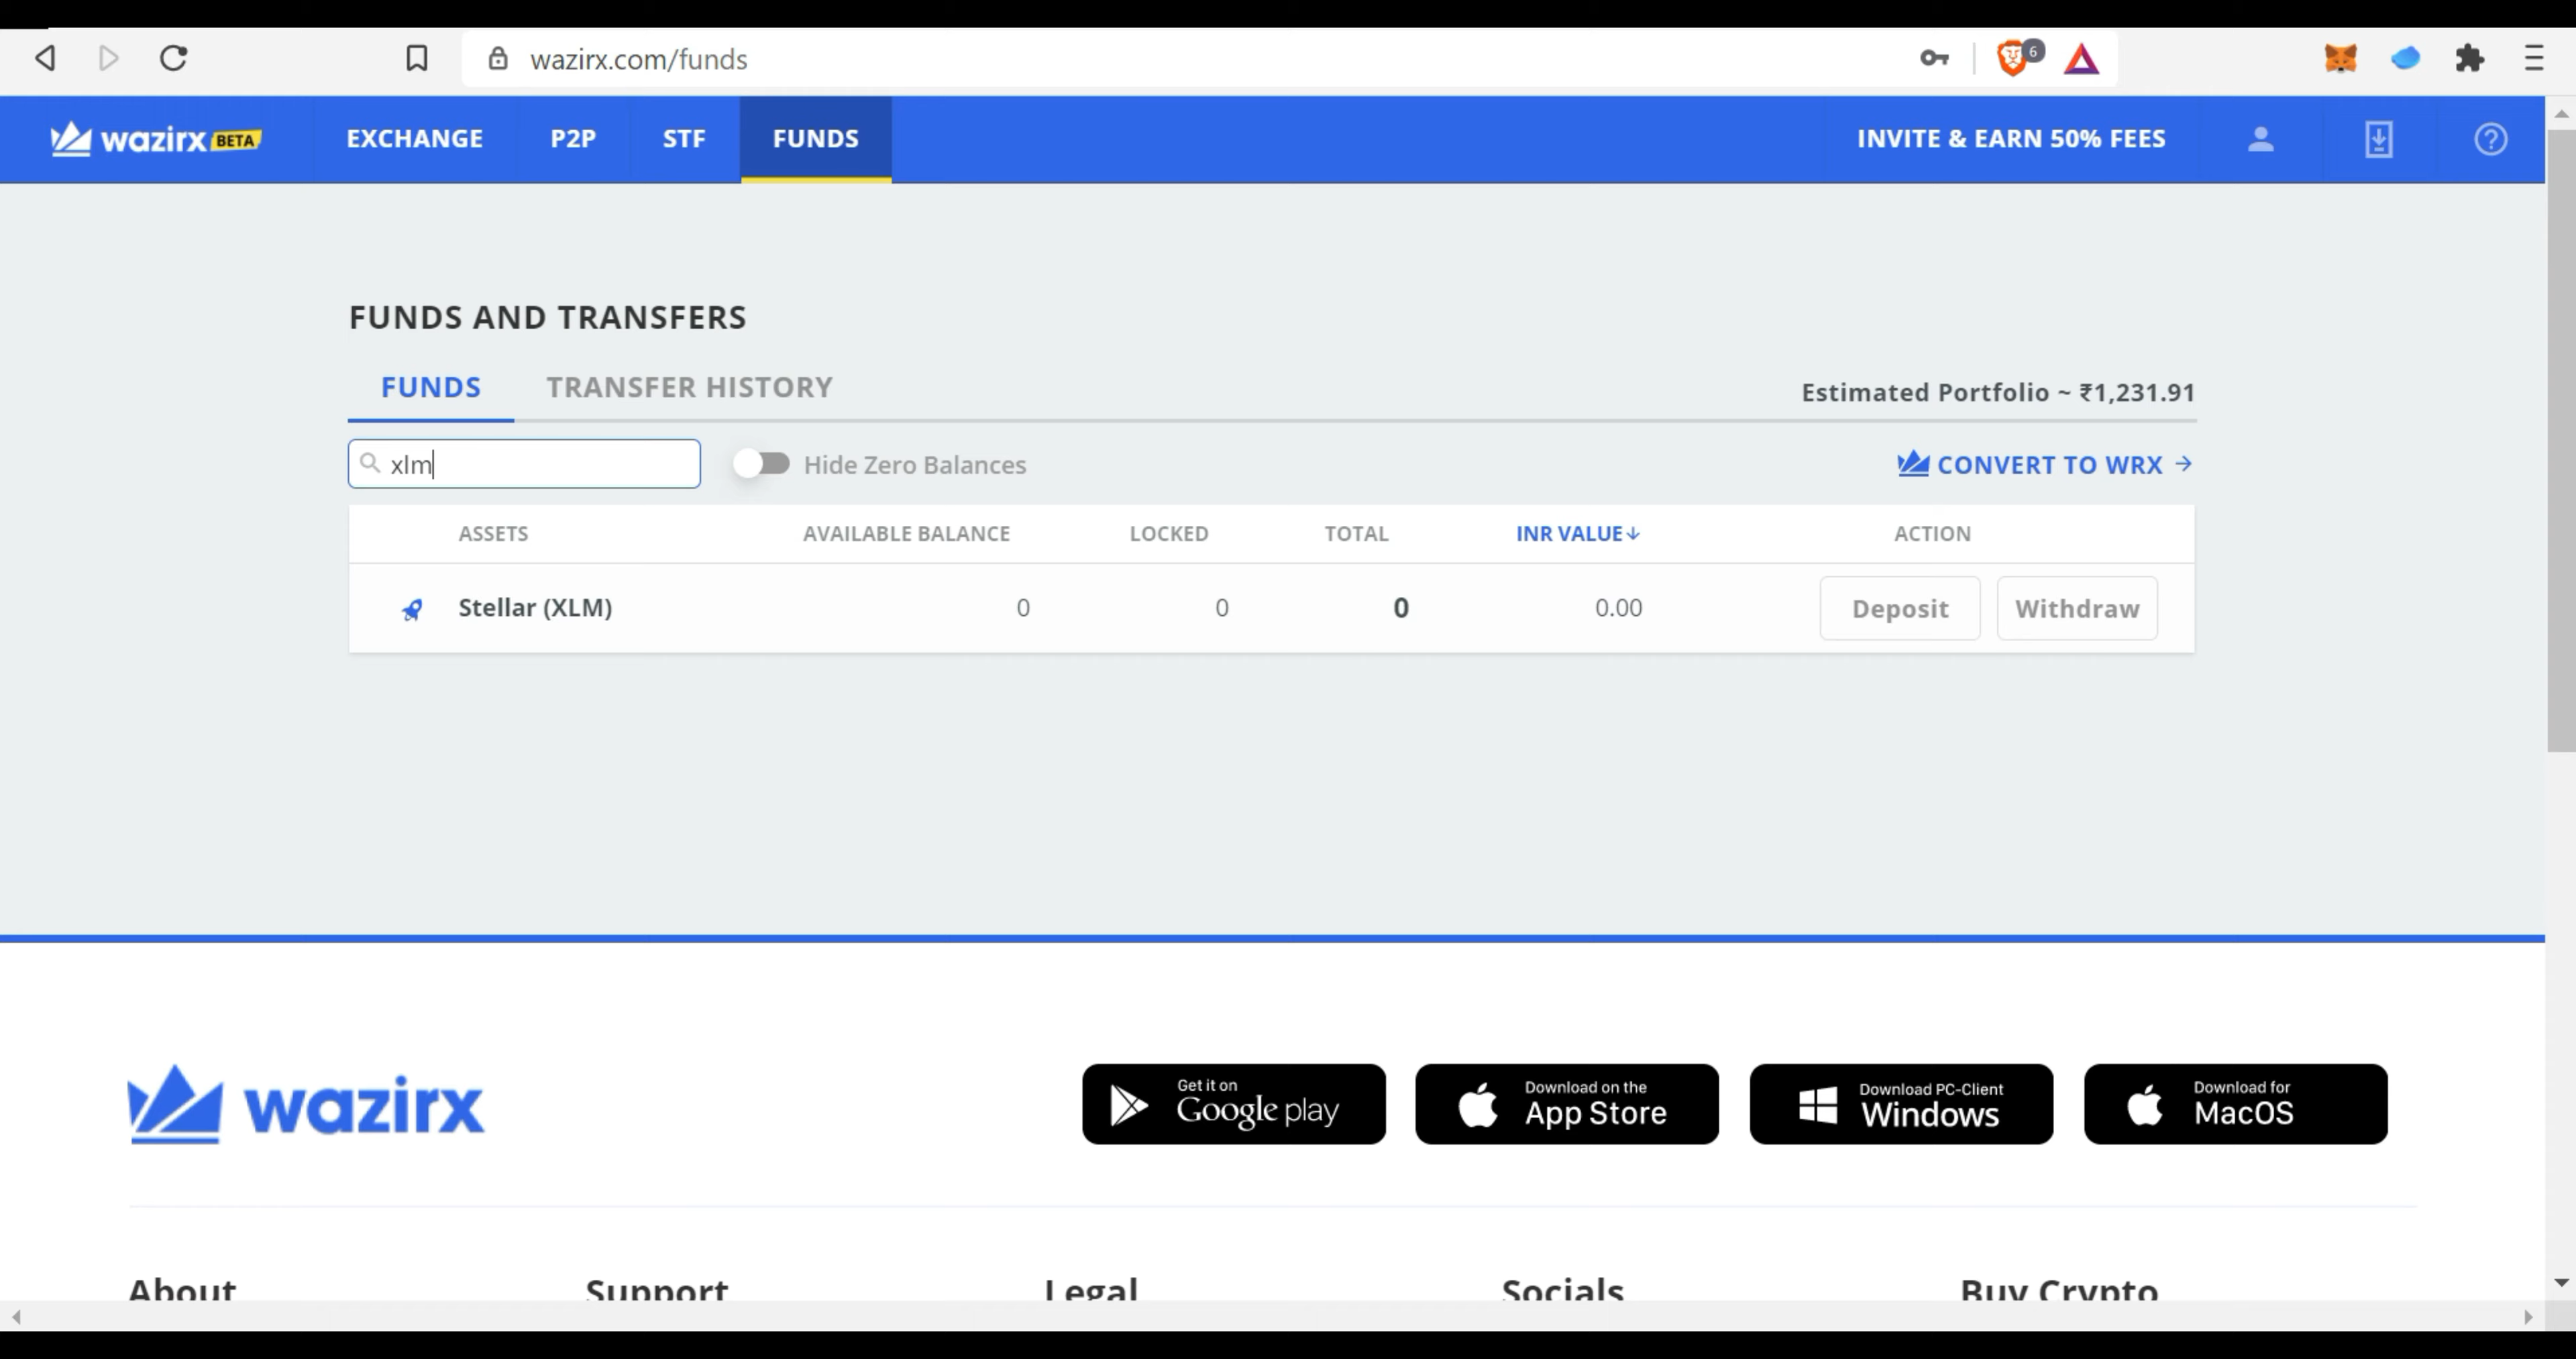 wazirx.com/funds
6
wazirx BETA
EXCHANGE
P2P
STF
FUNDS
INVITE & EARN 50% FEES
FUNDS AND TRANSFERS
FUNDS
TRANSFER HISTORY
Estimated Portfolio ~ ₹1,231.91
xlm
Hide Zero Balances
CONVERT TO WRX →
ASSETS
AVAILABLE BALANCE
LOCKED
TOTAL
INR VALUE↓
ACTION
Stellar (XLM)
0
0
0
0.00
Deposit
Withdraw
wazirx
Get it on
Google play
Download on the
App Store
Download PC-Client
Windows
Download for
MacOS
About
Support
Legal
Socials
Buy Crypto